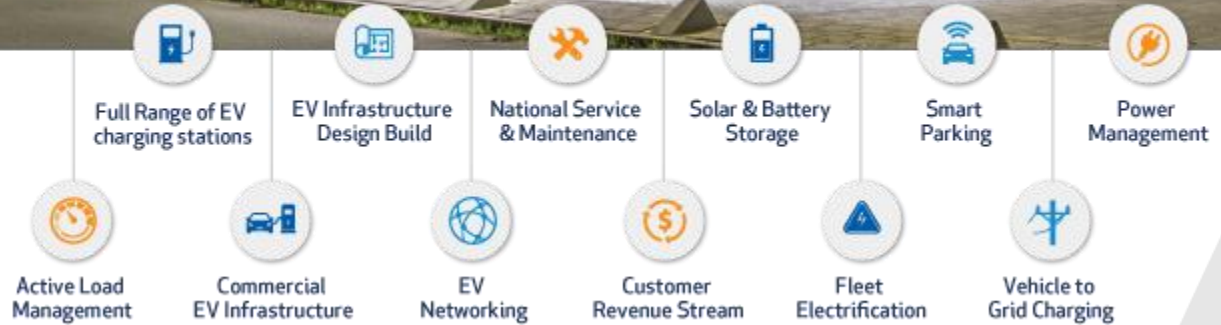 Full Range of EV
charging stations
EV Infrastructure
Design Build
National Service
& Maintenance
Solar & Battery
Storage
Smart
Parking
Power
Management
Active Load
Management
Commercial
EV Infrastructure
EV
Networking
Customer
Revenue Stream
Fleet
Electrification
Vehicle to
Grid Charging